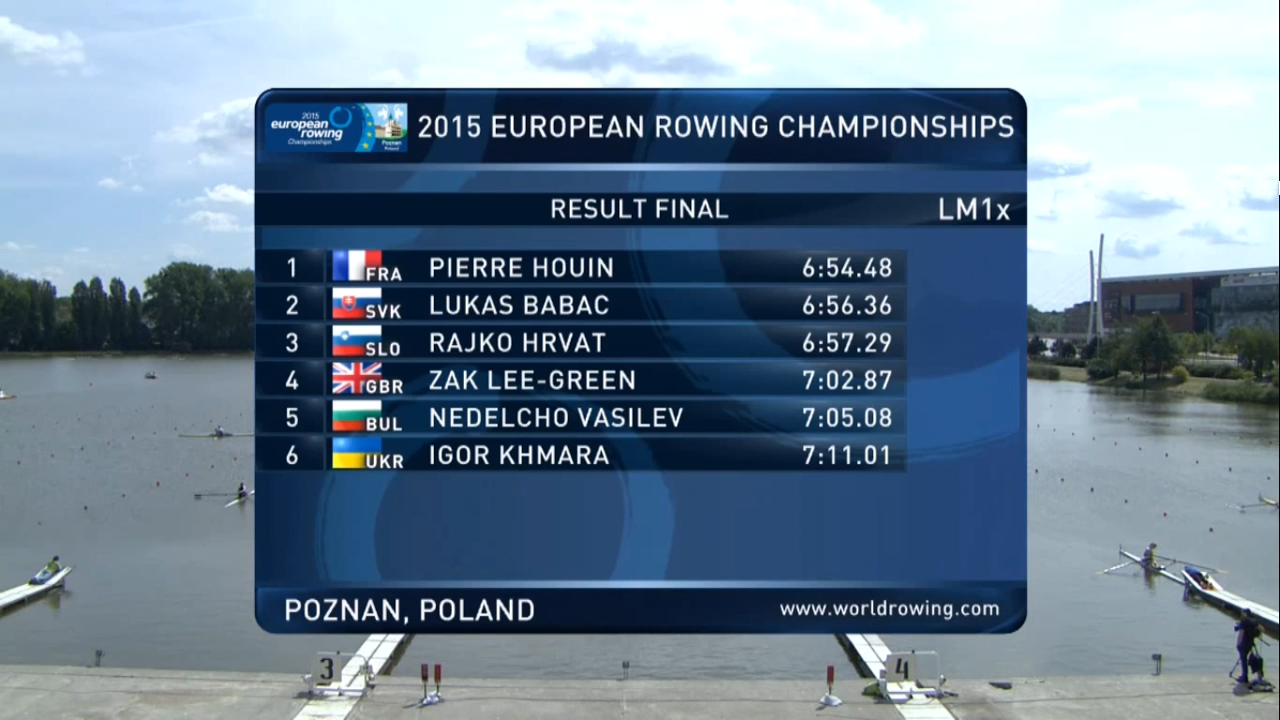 2015
european
rowing
Championships
Poznan
Poland
2015 EUROPEAN ROWING CHAMPIONSHIPS
RESULT FINAL LM1x
1 FRA PIERRE HOUIN 6:54.48
2 SVK LUKAS BABAC 6:56.36
3 SLO RAJKO HRVAT 6:57.29
4 GBR ZAK LEE-GREEN 7:02.87
5 BUL NEDELCHO VASILEV 7:05.08
6 UKR IGOR KHMARA 7:11.01
POZNAN, POLAND www.worldrowing.com
3 4